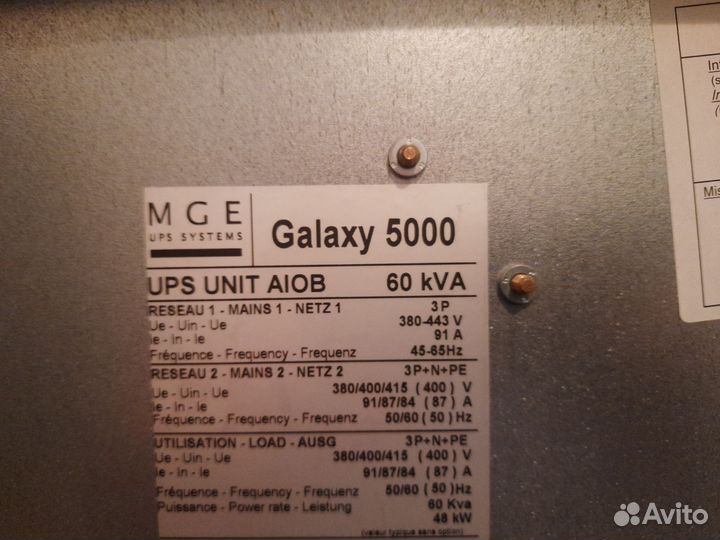 MGE
UPS SYSTEMS
Galaxy 5000
UPS UNIT AIOB 60 kVA
RESEAU 1 - MAINS 1 - NETZ 1 3P
Ue - Uin - Ue 380-443 V
Ie - In - Ie 91 A
Fréquence - Frequency - Frequenz 45-65Hz
RESEAU 2 - MAINS 2 - NETZ 2 3P+N+PE
Ue - Uin - Ue 380/400/415 ( 400 ) V
Ie - In - Ie 91/87/84 ( 87 ) A
Fréquence - Frequency - Frequenz 50/60 ( 50 ) Hz
UTILISATION - LOAD - AUSG 3P+N+PE
Ue - Uin - Ue 380/400/415 ( 400 ) V
Ie - In - Ie 91/87/84 ( 87 ) A
Fréquence - Frequency - Frequenz 50/60 ( 50 ) Hz
Puissance - Power rate - Leistung 60 Kva
48 kW
(valeur typique sans option)
Avito